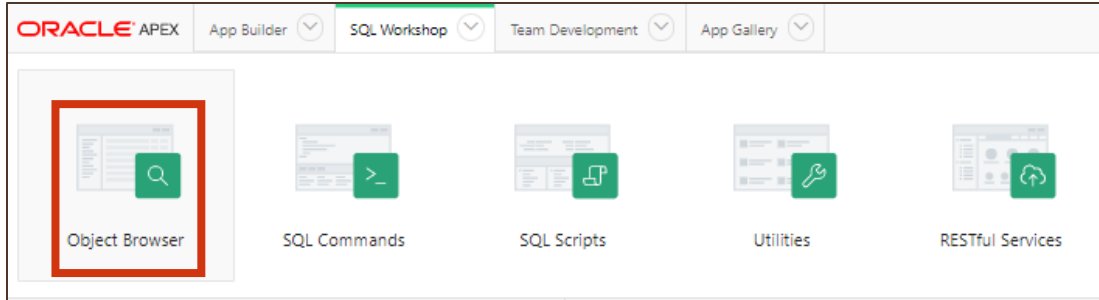 ORACLE APEX App Builder SQL Workshop Team Development App Gallery
>_
Object Browser SQL Commands SQL Scripts Utilities RESTful Services